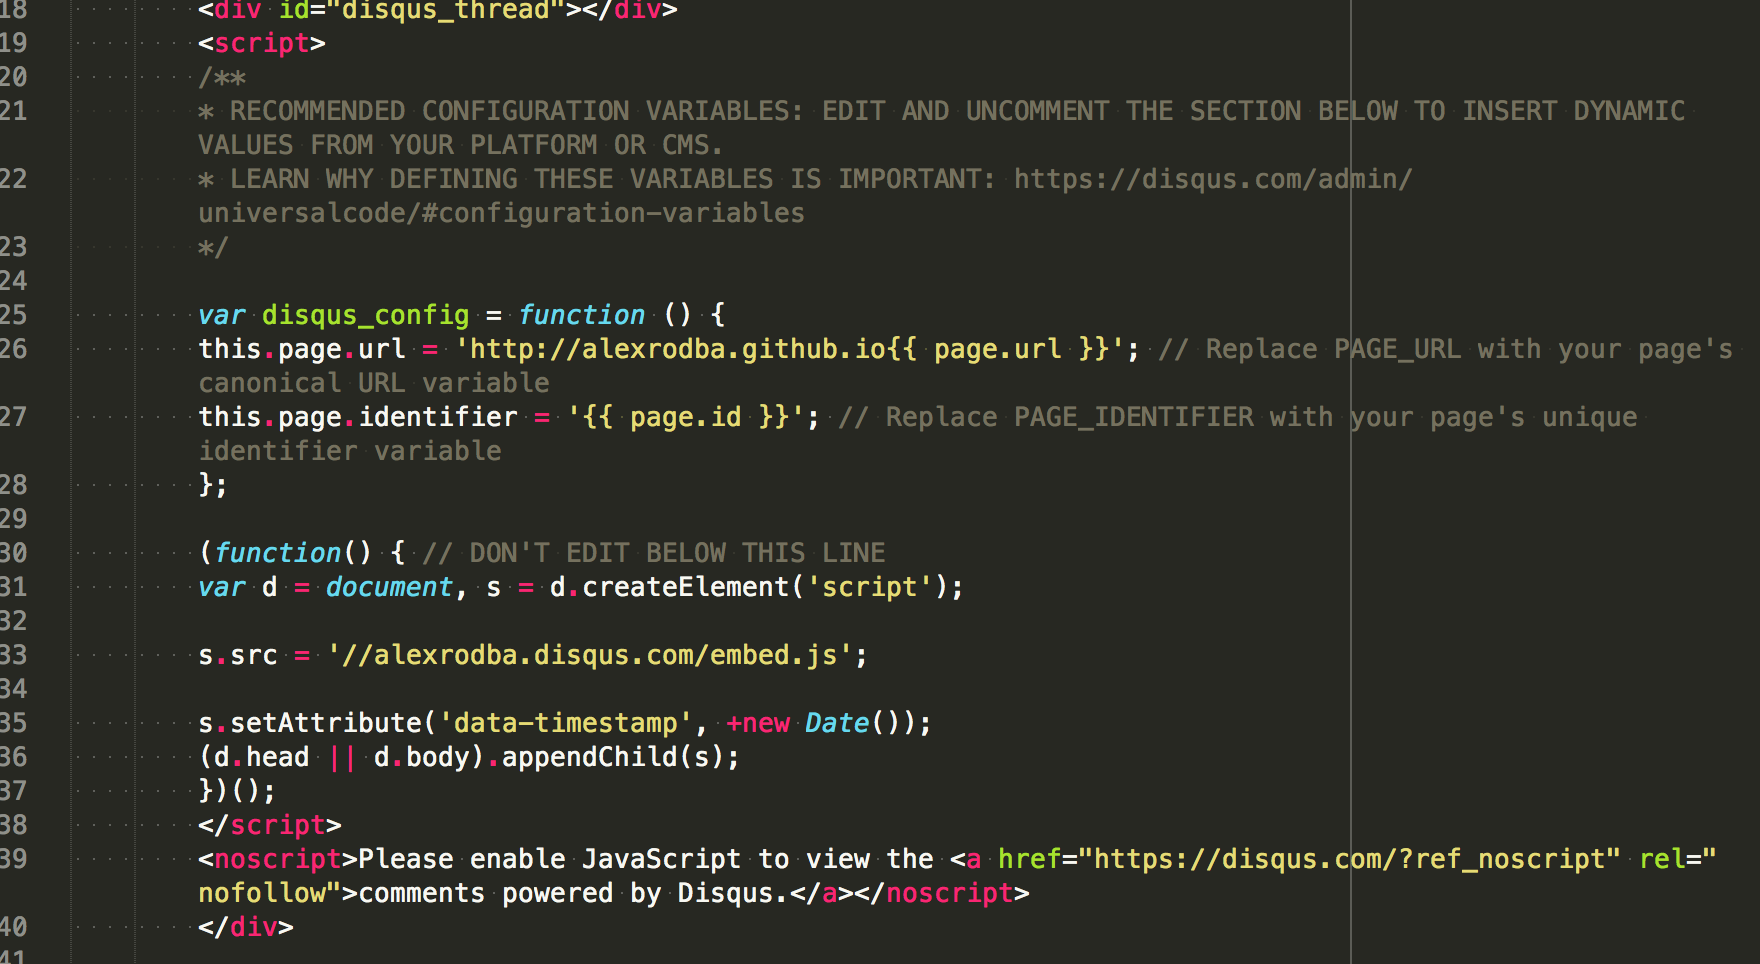 18 <div id="disqus_thread"></div>
19 <script>
20 /**
21 * RECOMMENDED CONFIGURATION VARIABLES: EDIT AND UNCOMMENT THE SECTION BELOW TO INSERT DYNAMIC
VALUES FROM YOUR PLATFORM OR CMS.
22 * LEARN WHY DEFINING THESE VARIABLES IS IMPORTANT: https://disqus.com/admin/
universalcode/#configuration-variables
23 */
24
25 var disqus_config = function () {
26 this.page.url = 'http://alexrodba.github.io{{ page.url }}'; // Replace PAGE_URL with your page's
canonical URL variable
27 this.page.identifier = '{{ page.id }}'; // Replace PAGE_IDENTIFIER with your page's unique
identifier variable
28 };
29
30 (function() { // DON'T EDIT BELOW THIS LINE
31 var d = document, s = d.createElement('script');
32
33 s.src = '//alexrodba.disqus.com/embed.js';
34
35 s.setAttribute('data-timestamp', +new Date());
36 (d.head || d.body).appendChild(s);
37 })();
38 </script>
39 <noscript>Please enable JavaScript to view the <a href="https://disqus.com/?ref_noscript" rel="
nofollow">comments powered by Disqus.</a></noscript>
40 </div>
41